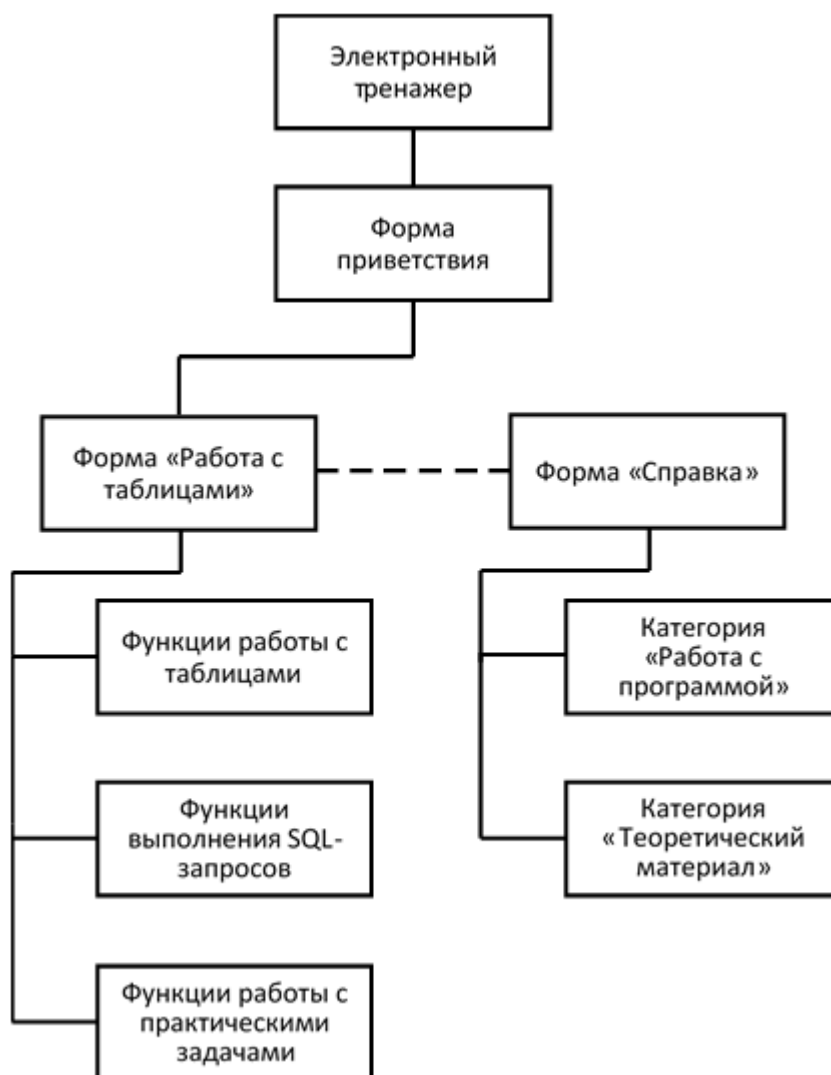 Электронный
тренажер
Форма
приветствия
Форма «Работа с
таблицами»
Форма «Справка»
Функции работы с
таблицами
Категория
«Работа с
программой»
Функции
выполнения SQL-
запросов
Категория
«Теоретический
материал»
Функции работы с
практическими
задачами